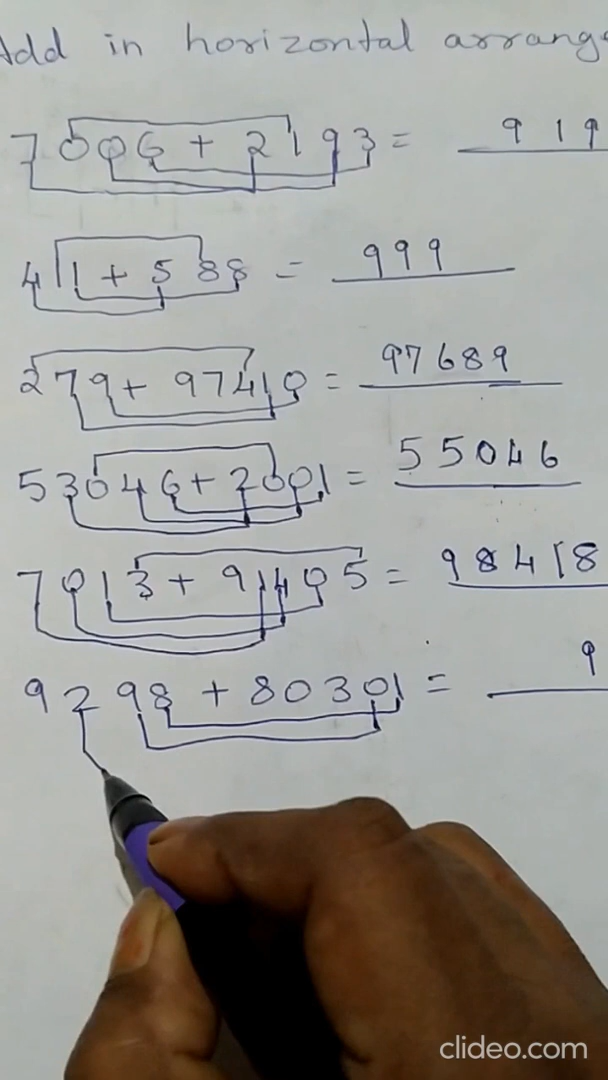 Add in horizontal arrange
7006 + 2193 = 919
411 + 588 = 999
279 + 97410 = 97689
53046 + 2001 = 55046
7013 + 91405 = 98418
9298 + 80301 = 9
clideo.com